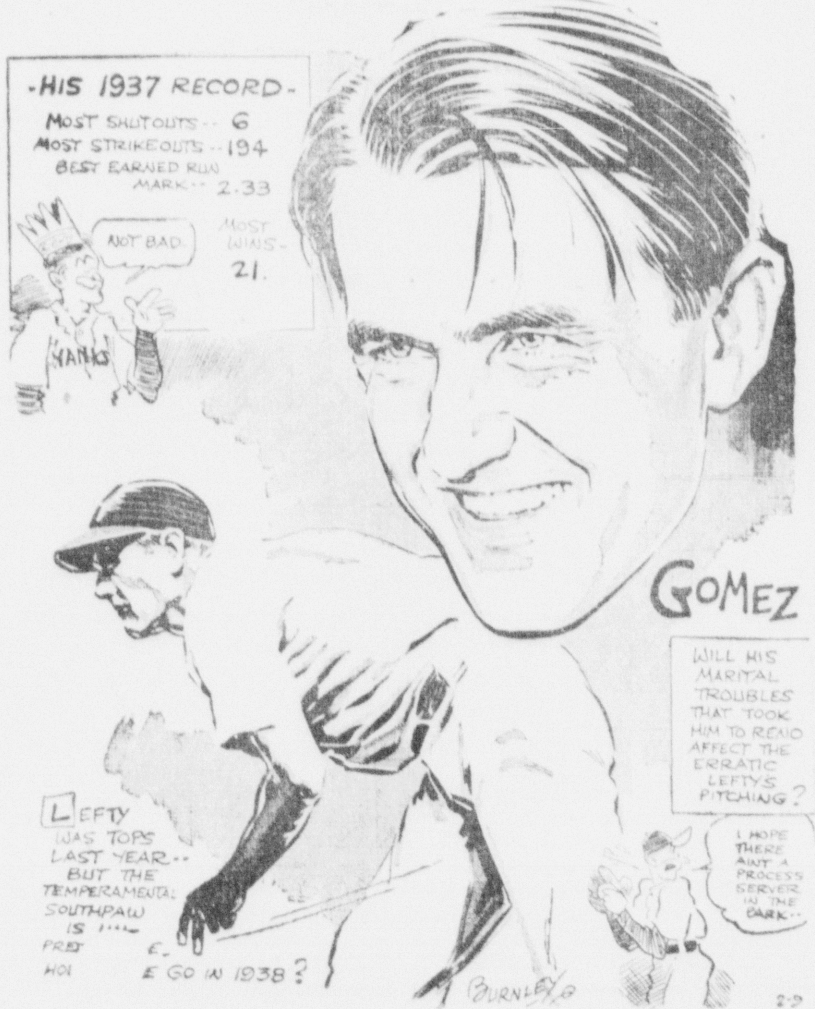 -HIS 1937 RECORD-
MOST SHUTOUTS-- 6
MOST STRIKEOUTS--194
BEST EARNED RUN
MARK-- 2.33
MOST
WINS-
21.
NOT BAD.
YANKS
GOMEZ
WILL HIS
MARITAL
TROUBLES
THAT TOOK
HIM TO RENO
AFFECT THE
ERRATIC
LEFTY'S
PITCHING?
I HOPE
THERE
AINT A
PROCESS
SERVER
IN THE
PARK--
LEFTY
WAS TOPS
LAST YEAR--
BUT THE
TEMPERAMENTAL
SOUTHPAW
IS
E GO IN 1938?
BURNLEY
2-9